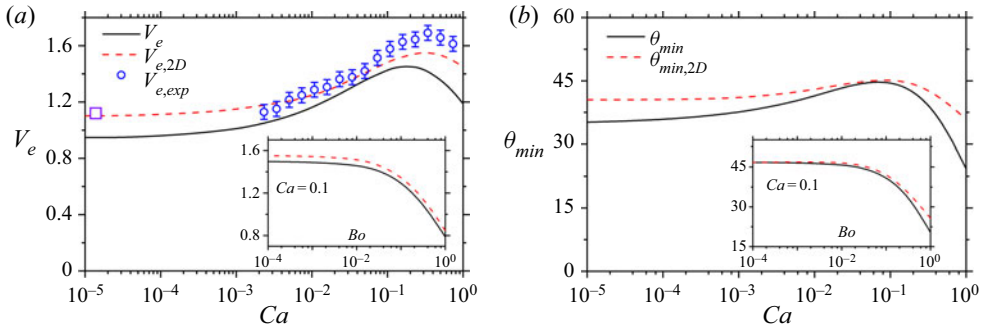 (a)
V_e
V_e,2D
V_e,exp
1.6
1.2
0.8
0.4
0
V_e
10^-5
10^-4
10^-3
10^-2
10^-1
10^0
Ca
1.6
1.2
0.8
Ca = 0.1
Bo
10^-4
10^-2
10^0
(b)
θ_min
θ_min,2D
60
45
30
15
0
θ_min
10^-5
10^-4
10^-3
10^-2
10^-1
10^0
Ca
45
30
15
Ca = 0.1
Bo
10^-4
10^-2
10^0